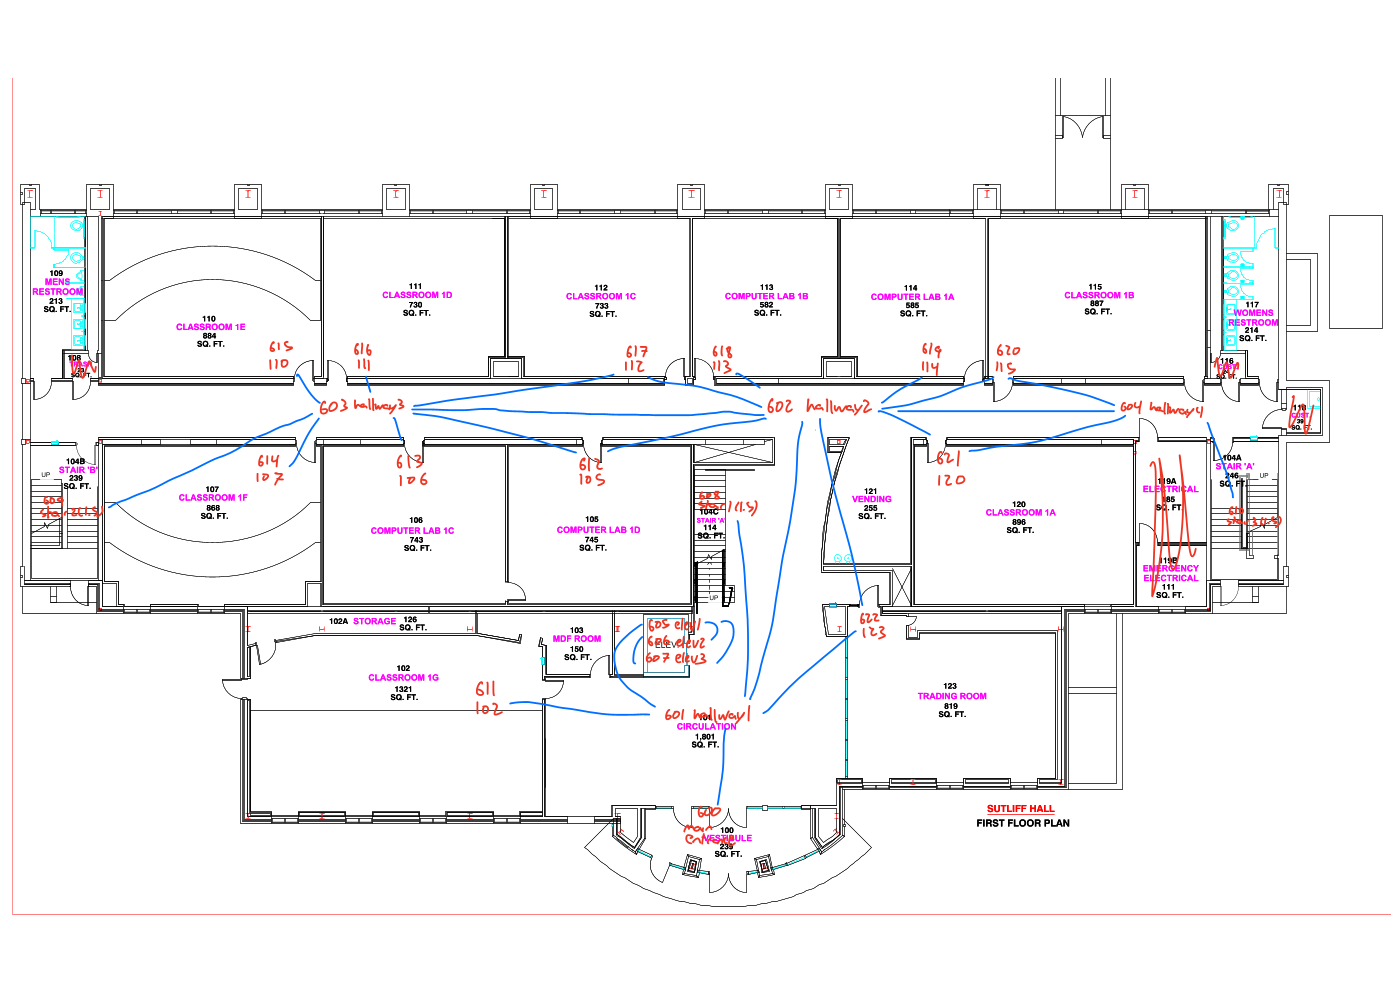 109
MENS
RESTROOM
213
SQ. FT.
108
110
CLASSROOM 1E
884
SQ. FT.
615
110
111
CLASSROOM 1D
730
SQ. FT.
616
111
112
CLASSROOM 1C
733
SQ. FT.
617
112
113
COMPUTER LAB 1B
582
SQ. FT.
618
113
114
COMPUTER LAB 1A
585
SQ. FT.
619
114
115
CLASSROOM 1B
887
SQ. FT.
620
115
117
WOMENS
RESTROOM
214
SQ. FT.
116
603 hallway3
602 hallway2
604 hallway4
118
CUST
39
SQ. FT.
104B
STAIR 'B'
239
SQ. FT.
UP
609
stair2(1.5)
614
107
107
CLASSROOM 1F
868
SQ. FT.
613
106
106
COMPUTER LAB 1C
743
SQ. FT.
612
105
105
COMPUTER LAB 1D
745
SQ. FT.
608
stair1(1.5)
104C
STAIR 'A'
114
SQ. FT.
UP
121
VENDING
255
SQ. FT.
621
120
120
CLASSROOM 1A
896
SQ. FT.
119A
ELECTRICAL
185
SQ. FT.
119B
EMERGENCY
ELECTRICAL
111
SQ. FT.
104A
STAIR 'A'
246
SQ. FT.
UP
610
stair3(1.5)
102A STORAGE 126
SQ. FT.
103
MDF ROOM
150
SQ. FT.
605 elev1
606 elev2
ELEV
607 elev3
622
123
102
CLASSROOM 1G
1321
SQ. FT.
611
102
601 hallway1
101
CIRCULATION
1,801
SQ. FT.
123
TRADING ROOM
819
SQ. FT.
600
main
entrance
100
VESTIBULE
239
SQ. FT.
SUTLIFF HALL
FIRST FLOOR PLAN